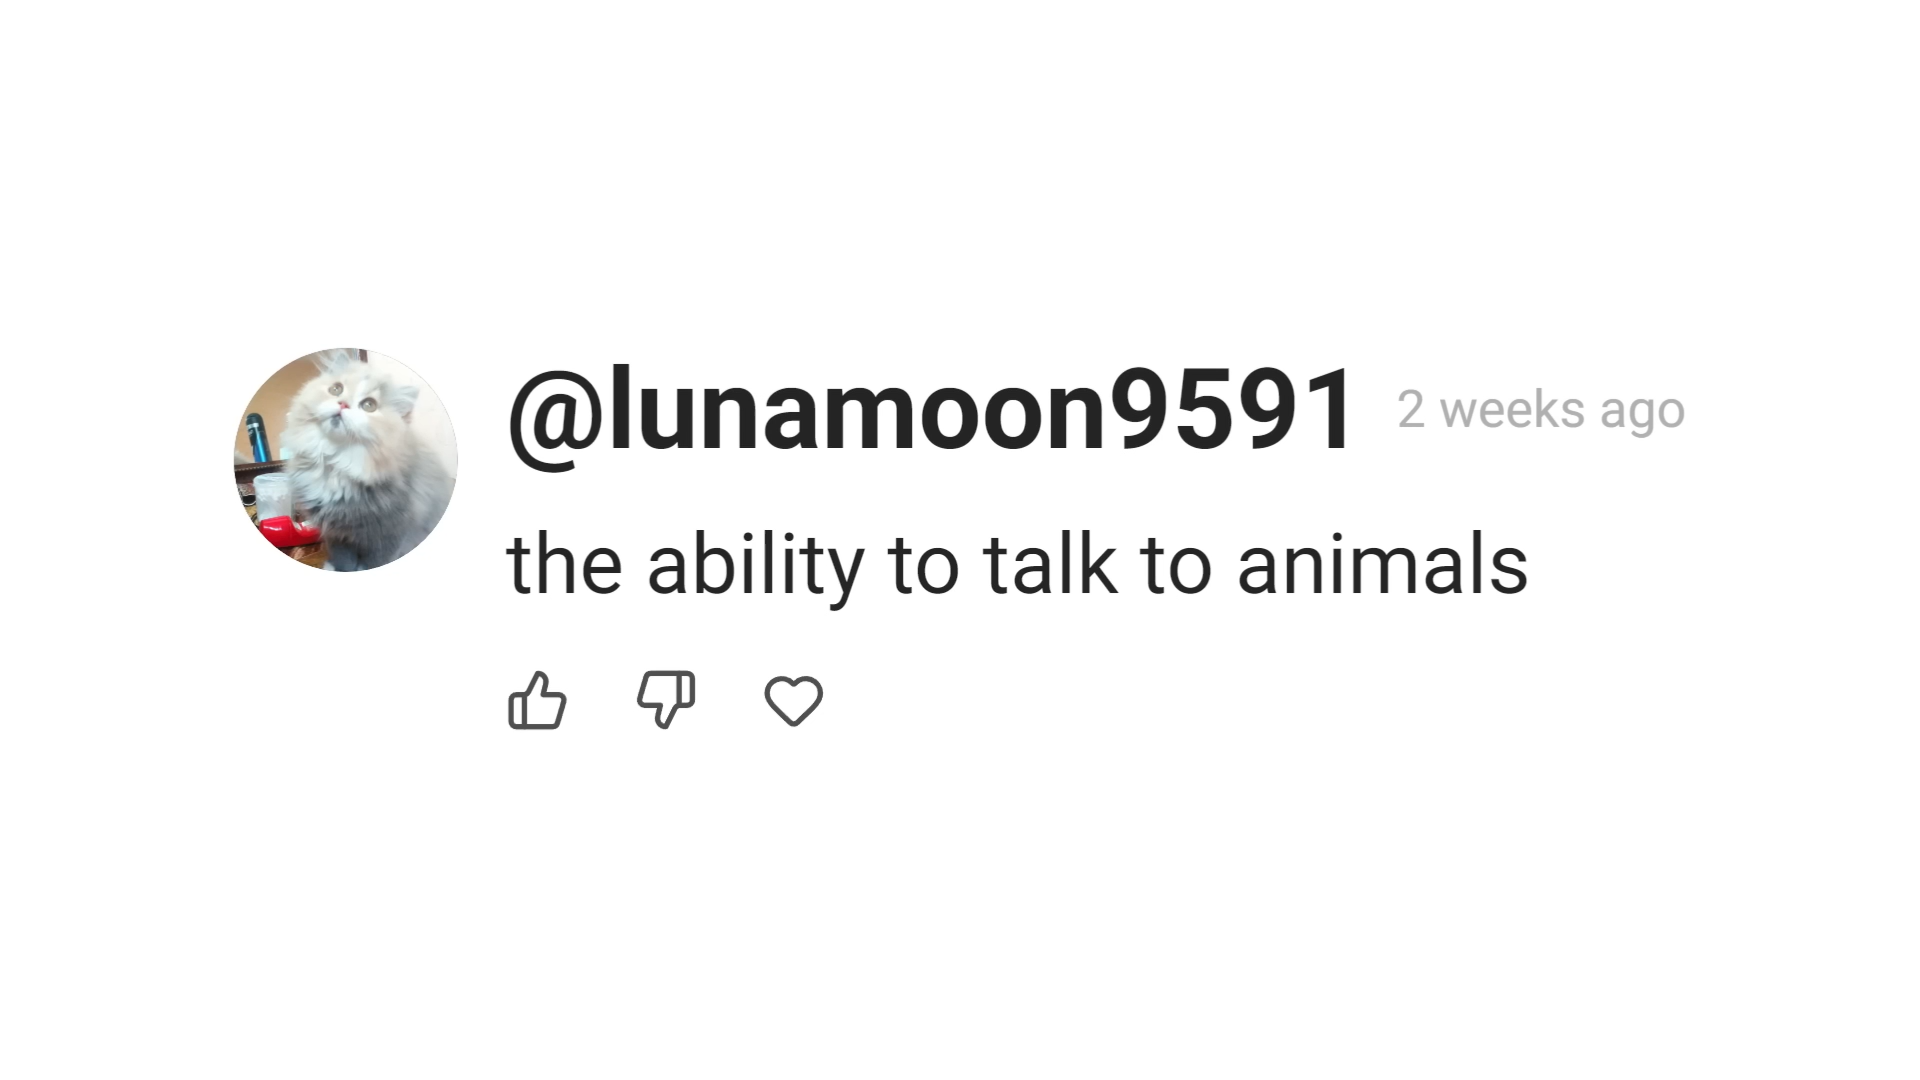 @lunamoon9591 2 weeks ago
the ability to talk to animals